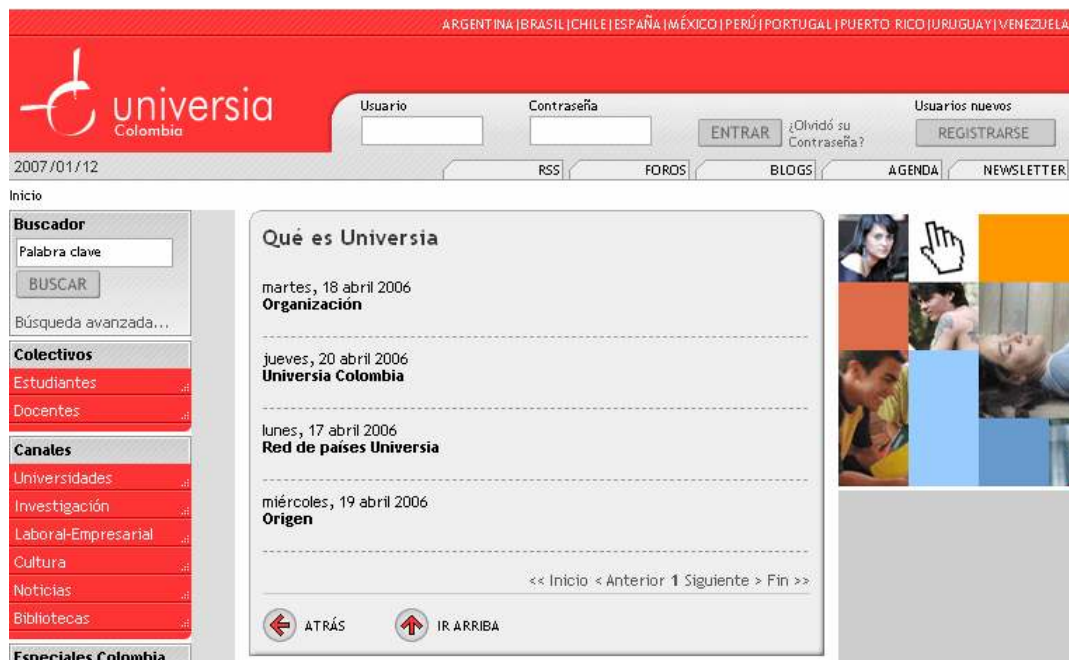 ARGENTINA|BRASIL|CHILE|ESPAÑA|MÉXICO|PERÚ|PORTUGAL|PUERTO RICO|URUGUAY|VENEZUELA
universia
Colombia
Usuario
Contraseña
ENTRAR
¿Olvidó su
Contraseña?
Usuarios nuevos
REGISTRARSE
2007/01/12
RSS
FOROS
BLOGS
AGENDA
NEWSLETTER
Inicio
Buscador
Palabra clave
BUSCAR
Búsqueda avanzada...
Colectivos
Estudiantes
Docentes
Canales
Universidades
Investigación
Laboral-Empresarial
Cultura
Noticias
Bibliotecas
Especiales Colombia
Qué es Universia
martes, 18 abril 2006
Organización
jueves, 20 abril 2006
Universia Colombia
lunes, 17 abril 2006
Red de países Universia
miércoles, 19 abril 2006
Origen
<< Inicio < Anterior 1 Siguiente > Fin >>
ATRÁS
IR ARRIBA